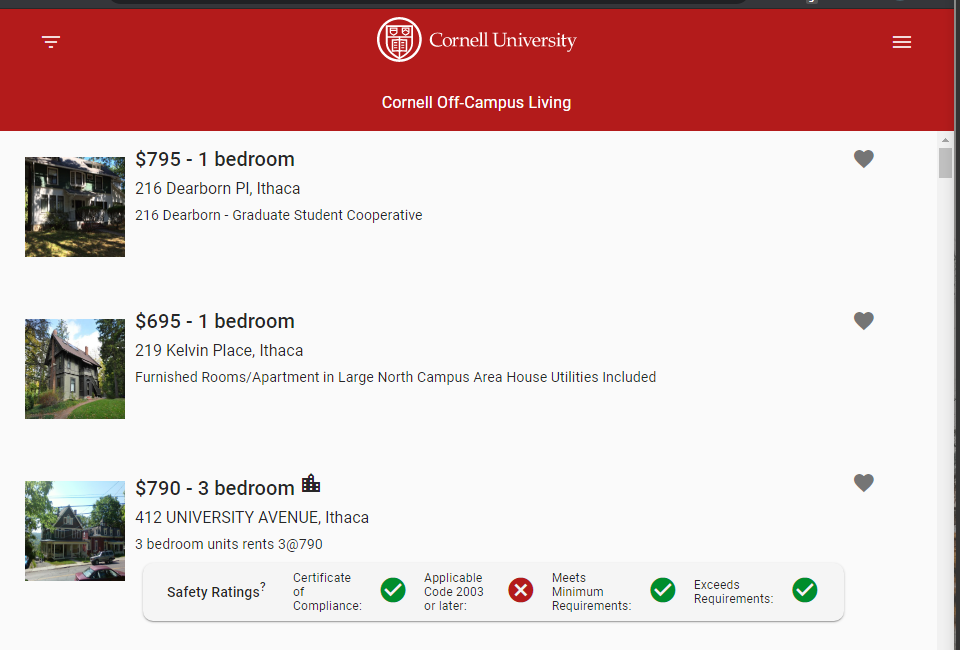 Cornell University
Cornell Off-Campus Living
$795 - 1 bedroom
216 Dearborn Pl, Ithaca
216 Dearborn - Graduate Student Cooperative
$695 - 1 bedroom
219 Kelvin Place, Ithaca
Furnished Rooms/Apartment in Large North Campus Area House Utilities Included
$790 - 3 bedroom
412 UNIVERSITY AVENUE, Ithaca
3 bedroom units rents 3@790
Safety Ratings?
Certificate
of
Compliance:
Applicable
Code 2003
or later:
Meets
Minimum
Requirements:
Exceeds
Requirements: